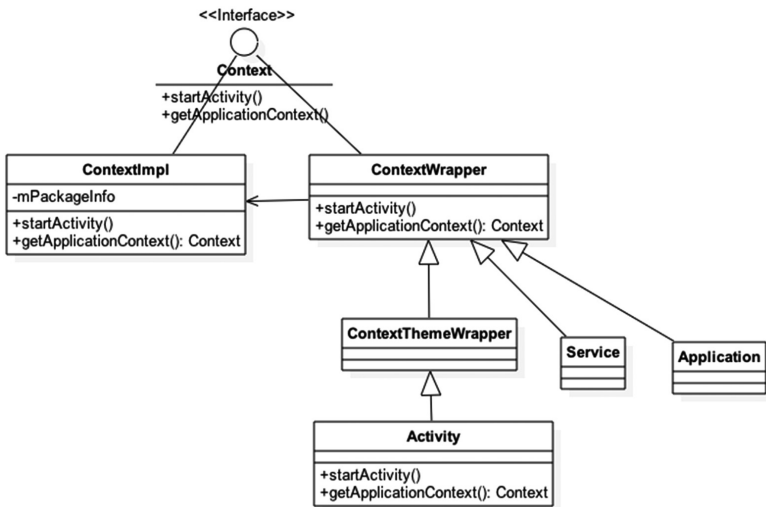 <<Interface>>
Context
+startActivity()
+getApplicationContext()
ContextImpl
-mPackageInfo
+startActivity()
+getApplicationContext(): Context
ContextWrapper
+startActivity()
+getApplicationContext(): Context
ContextThemeWrapper
Service
Application
Activity
+startActivity()
+getApplicationContext(): Context